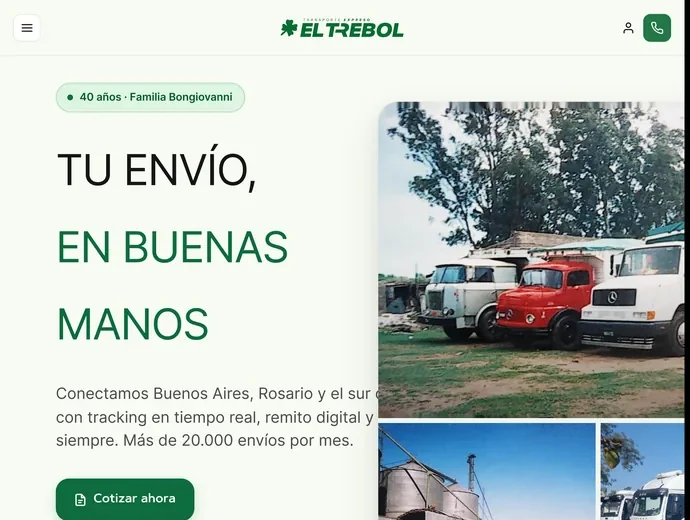 TRANSPORTE EXPRESO
EL TREBOL
40 años · Familia Bongiovanni
TU ENVÍO,
EN BUENAS
MANOS
Conectamos Buenos Aires, Rosario y el sur
con tracking en tiempo real, remito digital y
siempre. Más de 20.000 envíos por mes.
Cotizar ahora